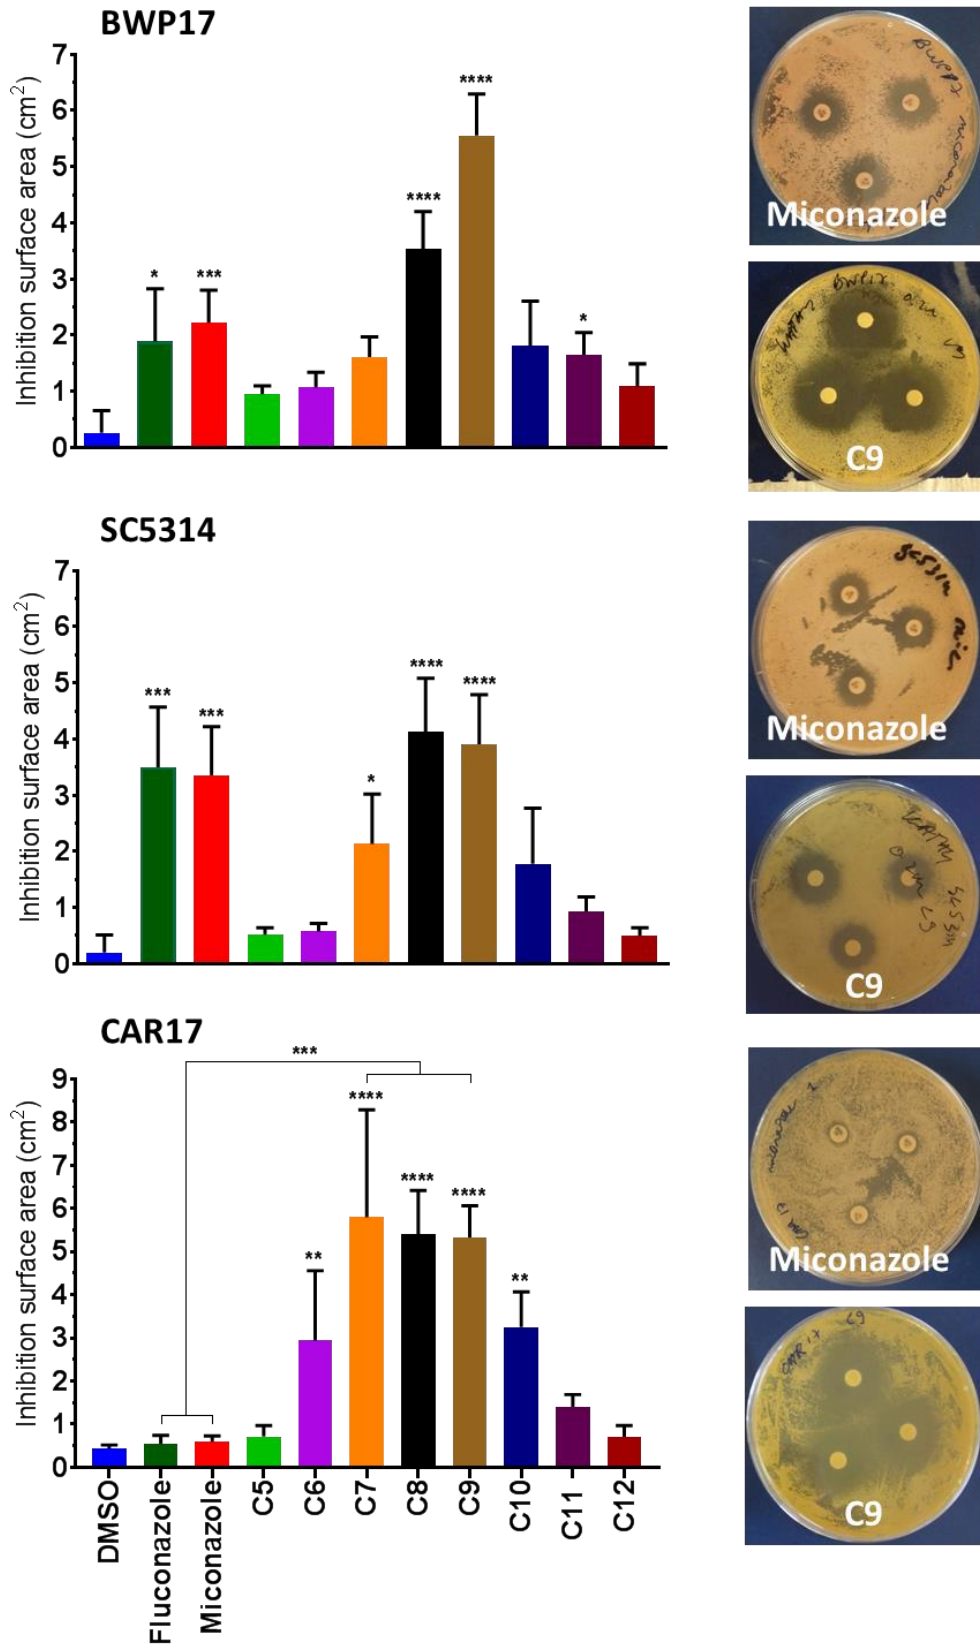 BWP17
7
6
5
4
3
2
1
0
Inhibition surface area (cm²)
* *** **** **** *
Miconazole
BWP17
C9
SC5314
7
6
5
4
3
2
1
0
Inhibition surface area (cm²)
*** *** * **** ****
Miconazole
C9
CAR17
***
9
8
7
6
5
4
3
2
1
0
Inhibition surface area (cm²)
** **** **** **** **
DMSO
Fluconazole
Miconazole
C5
C6
C7
C8
C9
C10
C11
C12
Miconazole
C9
C9